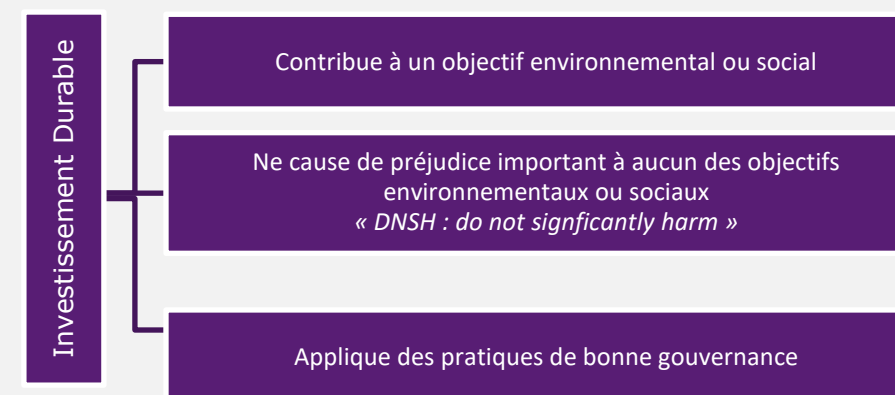 Investissement Durable
Contribue à un objectif environnemental ou social
Ne cause de préjudice important à aucun des objectifs
environnementaux ou sociaux
« DNSH : do not signficantly harm »
Applique des pratiques de bonne gouvernance